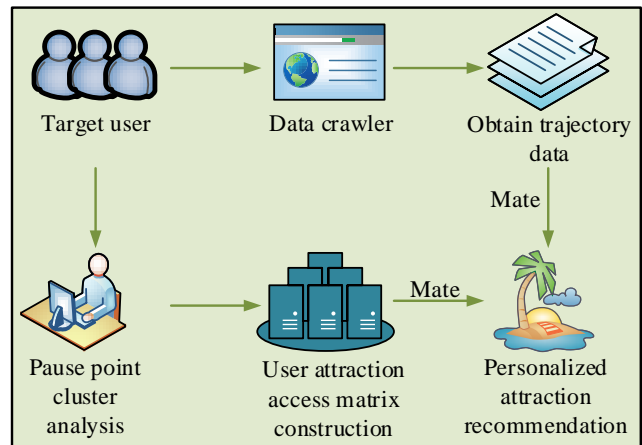 Target user
Data crawler
Obtain trajectory
data
Mate
Pause point
cluster
analysis
User attraction
access matrix
construction
Mate
Personalized
attraction
recommendation